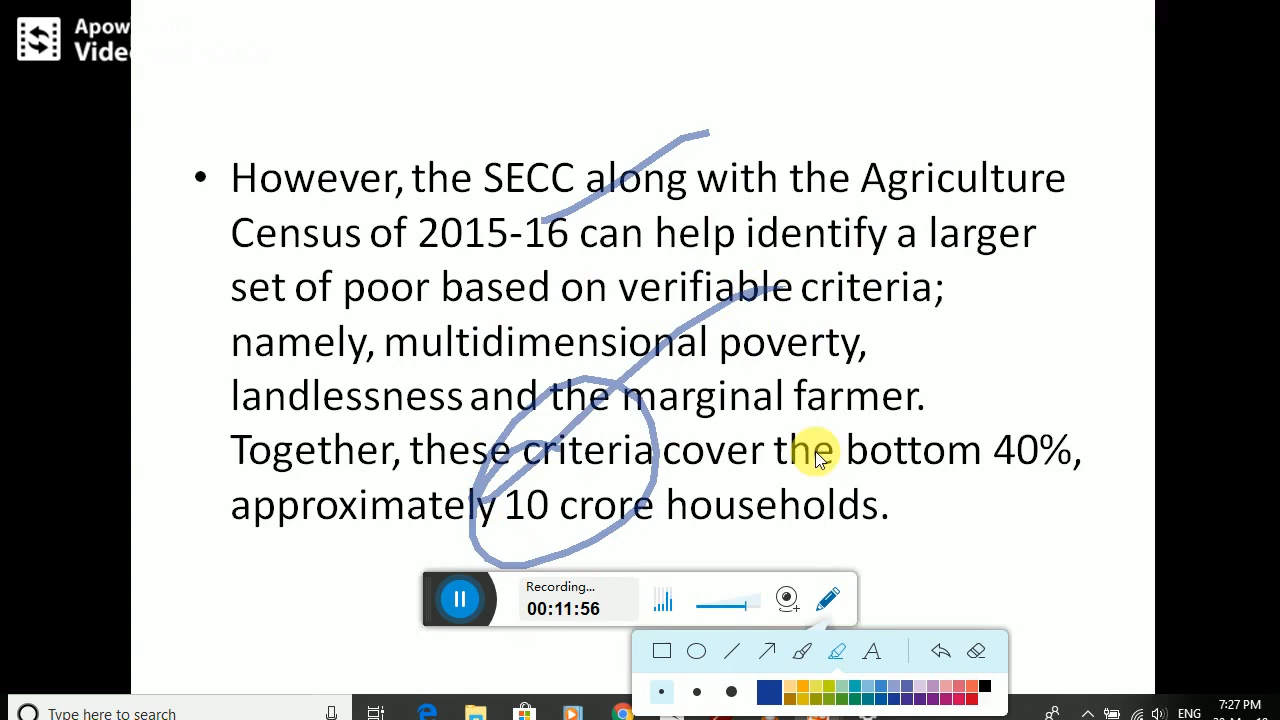 Apow
Vide
• However, the SECC along with the Agriculture
Census of 2015-16 can help identify a larger
set of poor based on verifiable criteria;
namely, multidimensional poverty,
landlessness and the marginal farmer.
Together, these criteria cover the bottom 40%,
approximately 10 crore households.
Recording...
00:11:56
A
Type here to search
ENG
7:27 PM